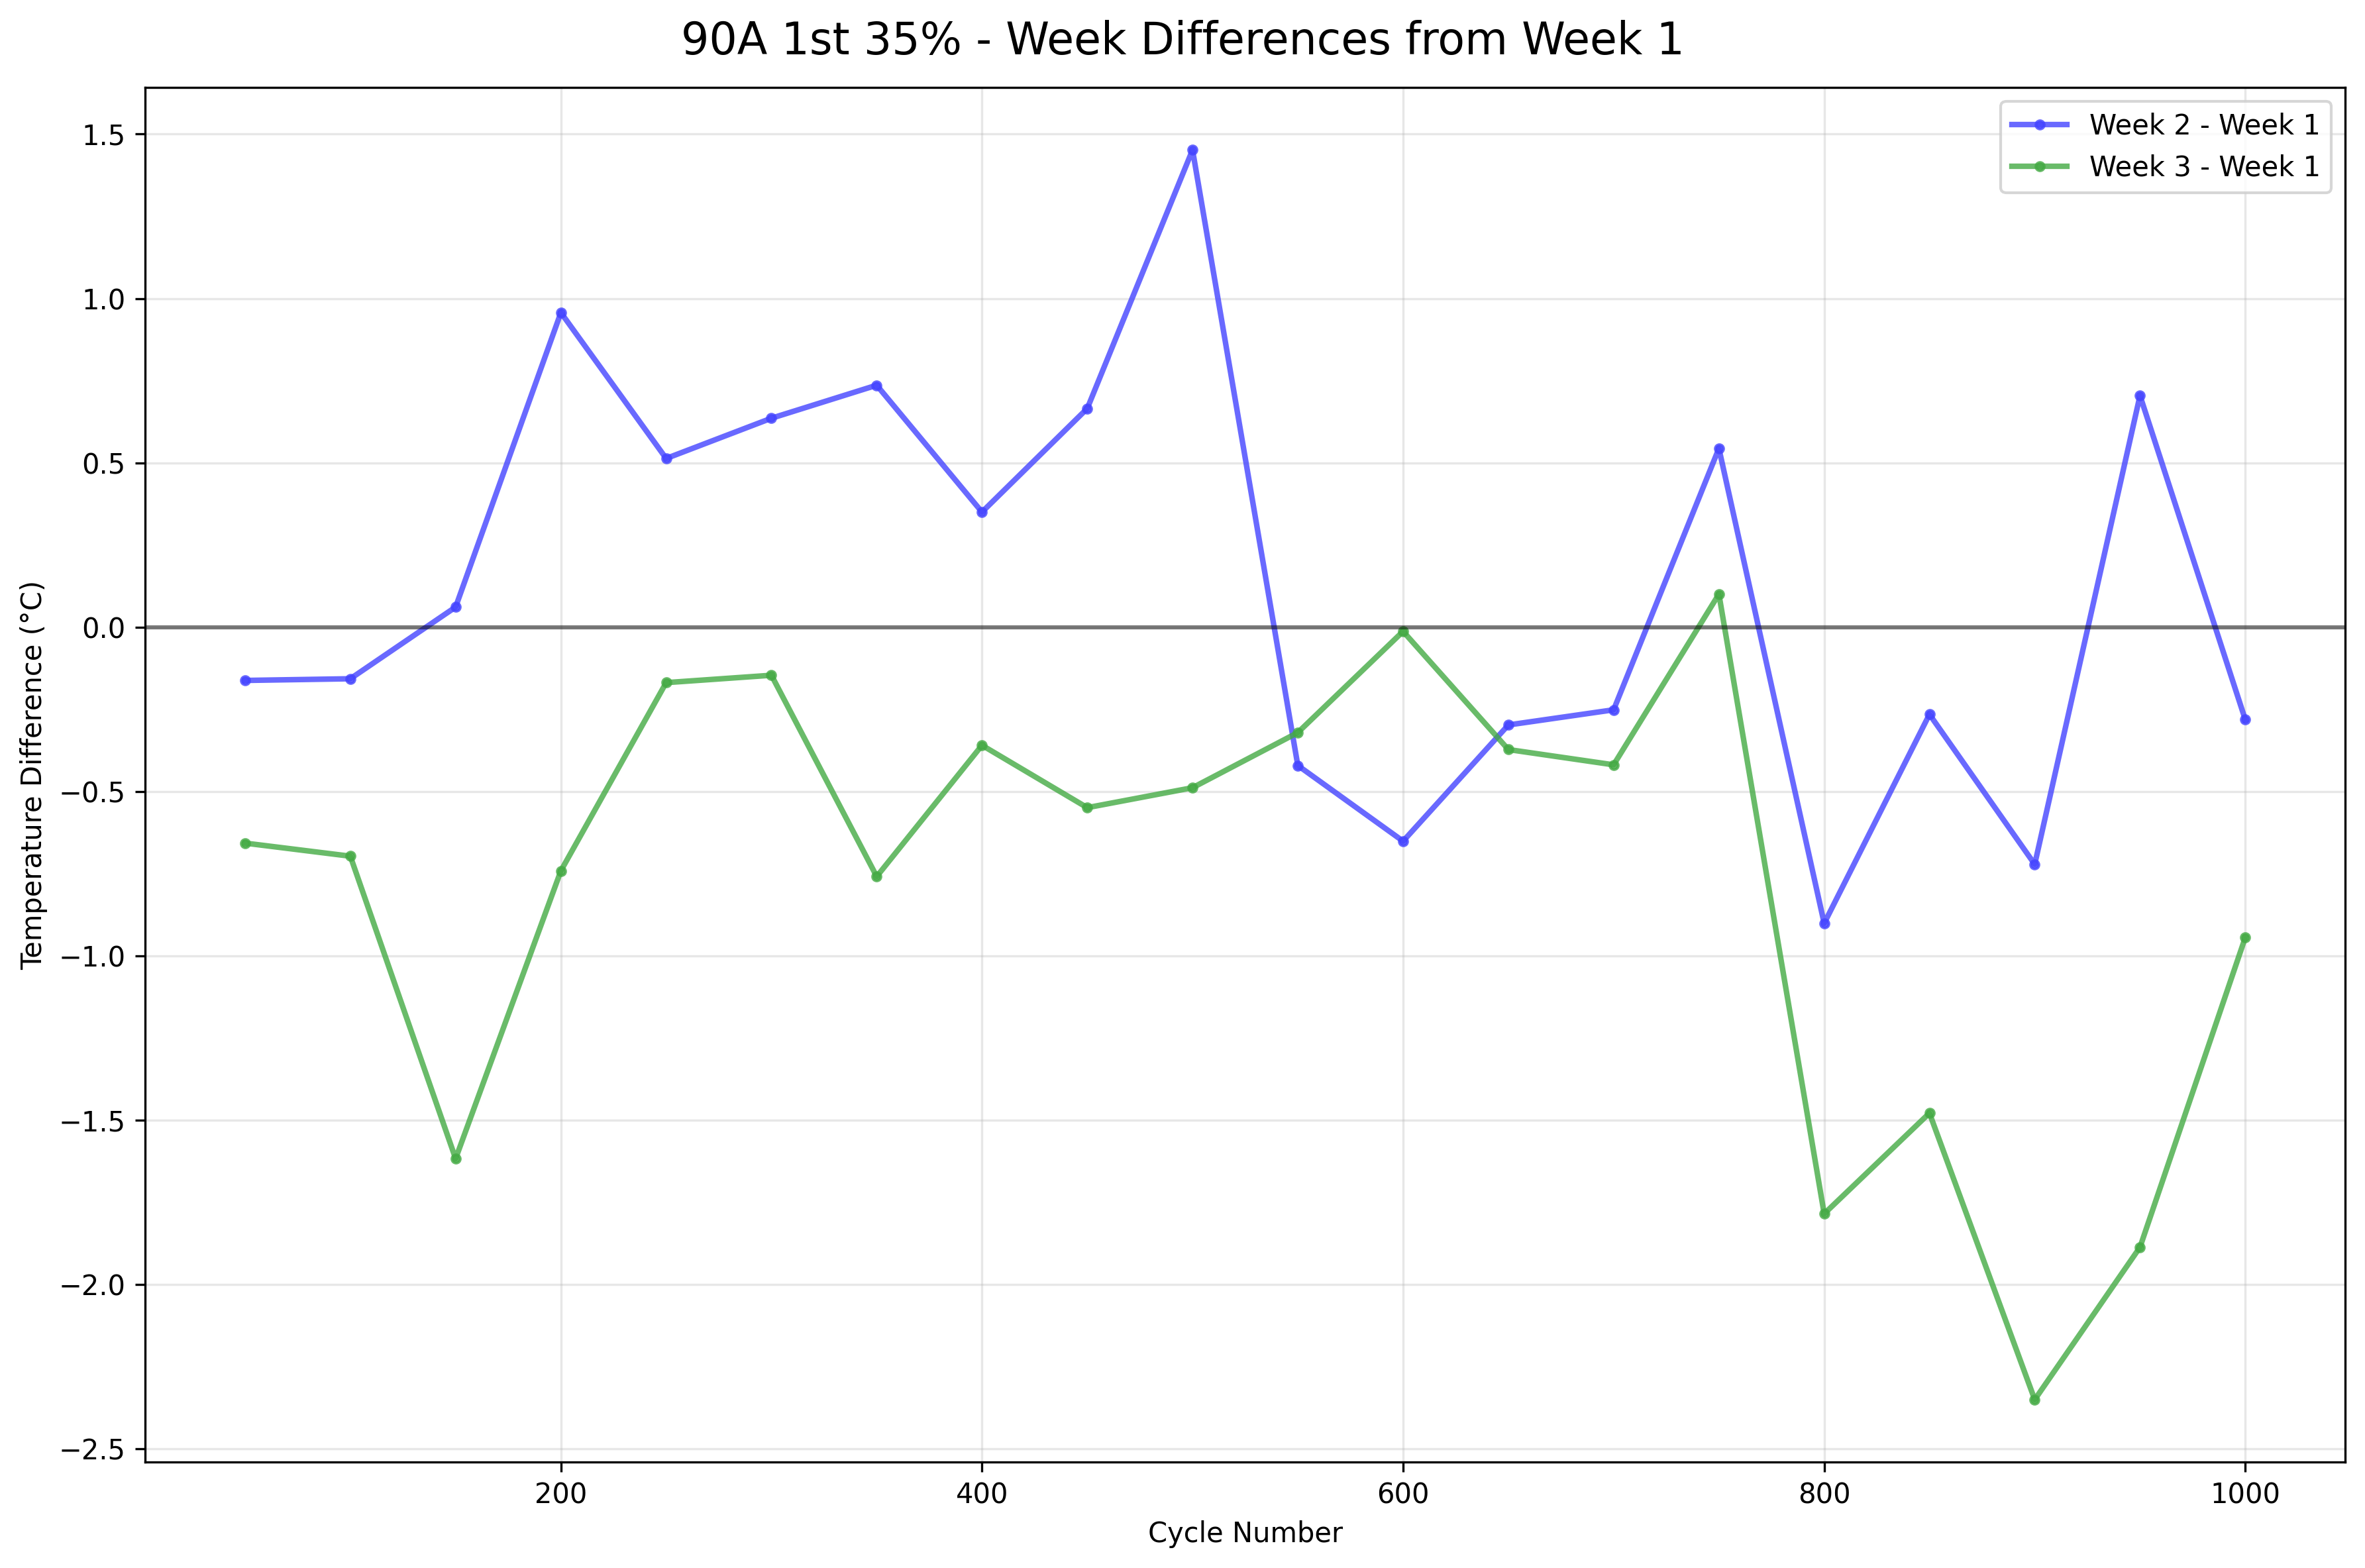 90A 1st 35% - Week Differences from Week 1
Week 2 - Week 1
Week 3 - Week 1
Temperature Difference (°C)
1.5
1.0
0.5
0.0
−0.5
−1.0
−1.5
−2.0
−2.5
200
400
600
800
1000
Cycle Number